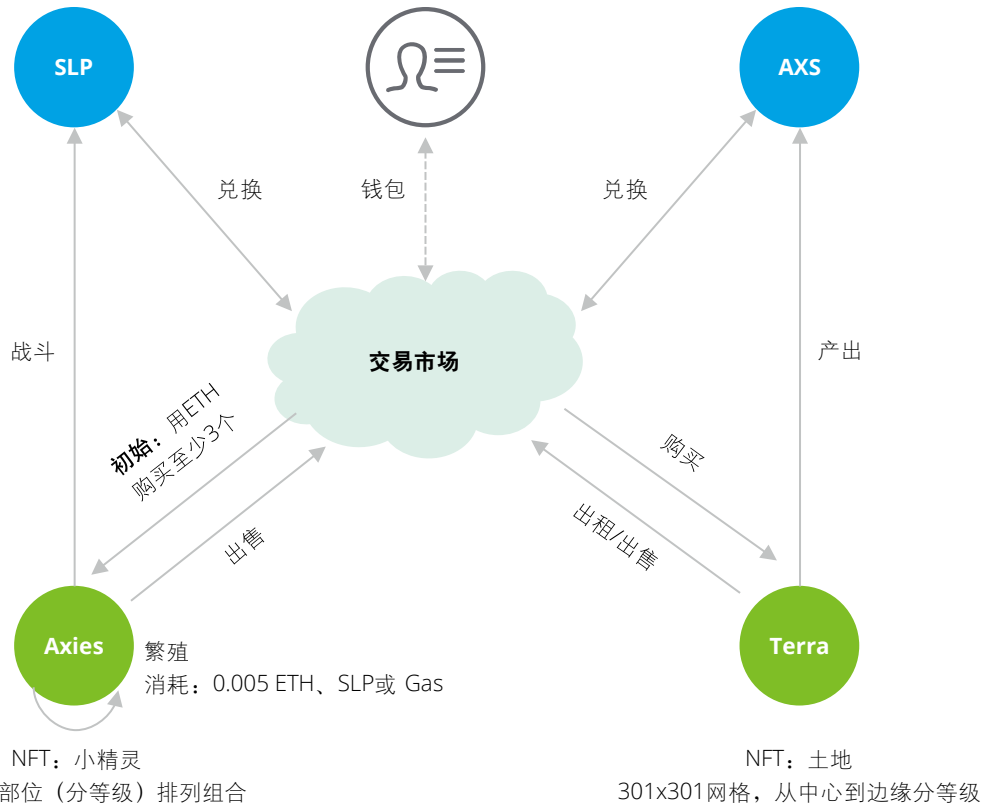 SLP
AXS
兑换
钱包
兑换
战斗
交易市场
产出
初始：用ETH
购买至少3个
出售
购买
出租/出售
Axies
繁殖
消耗：0.005 ETH、SLP或 Gas
Terra
NFT：小精灵
部位（分等级）排列组合
NFT：土地
301x301网格，从中心到边缘分等级